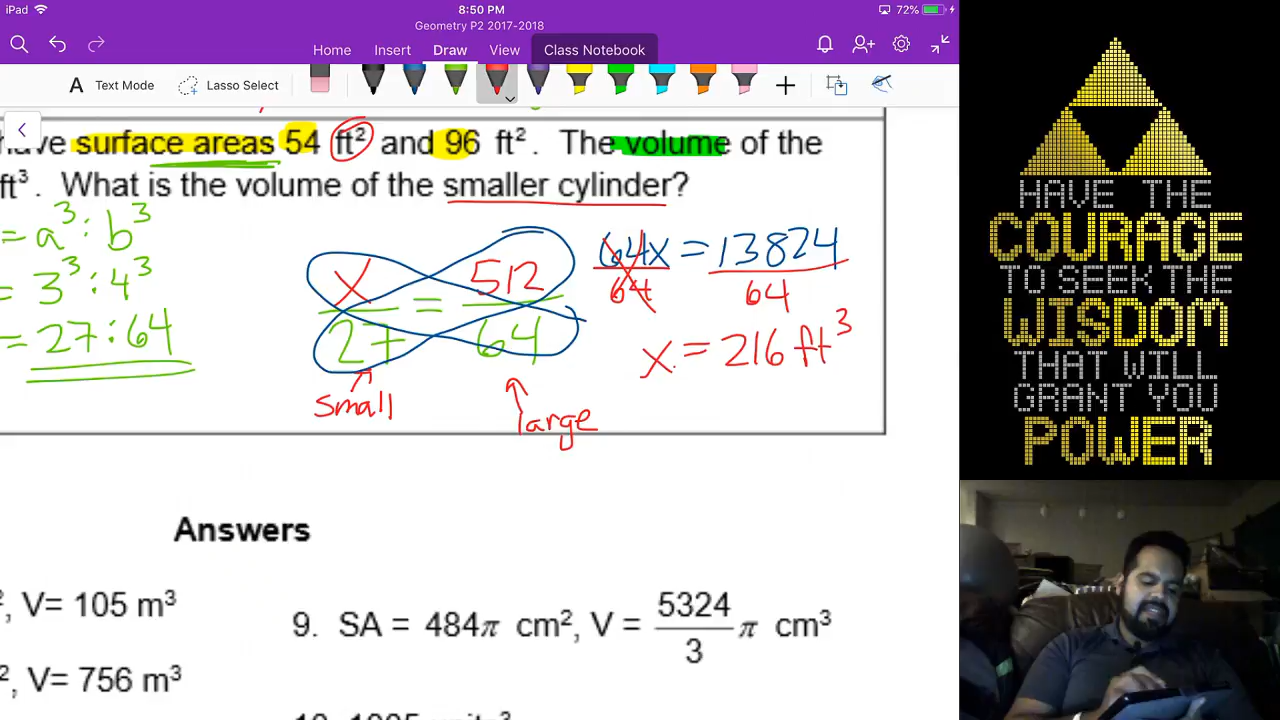 iPad 8:50 PM 72%
Geometry P2 2017-2018
Home Insert Draw View Class Notebook
A Text Mode Lasso Select
have surface areas 54 ft² and 96 ft². The volume of the
ft³. What is the volume of the smaller cylinder?
= a³ : b³
= 3³ : 4³
= 27 : 64
x/27 = 512/64
small
large
64x/64 = 13824/64
x = 216 ft³
Answers
², V= 105 m³
², V= 756 m³
9. SA = 484π cm², V = 5324/3 π cm³
HAVE THE
COURAGE
TO SEEK THE
WISDOM
THAT WILL
GRANT YOU
POWER